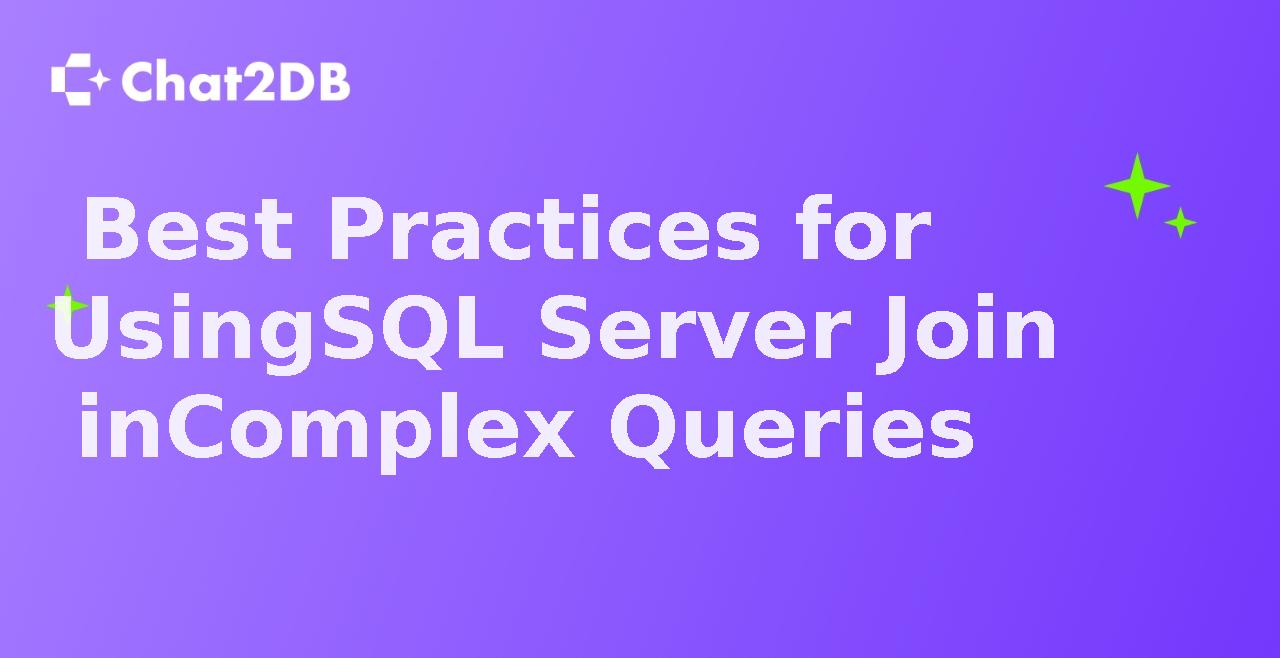 Chat2DB
Best Practices for
UsingSQL Server Join
inComplex Queries